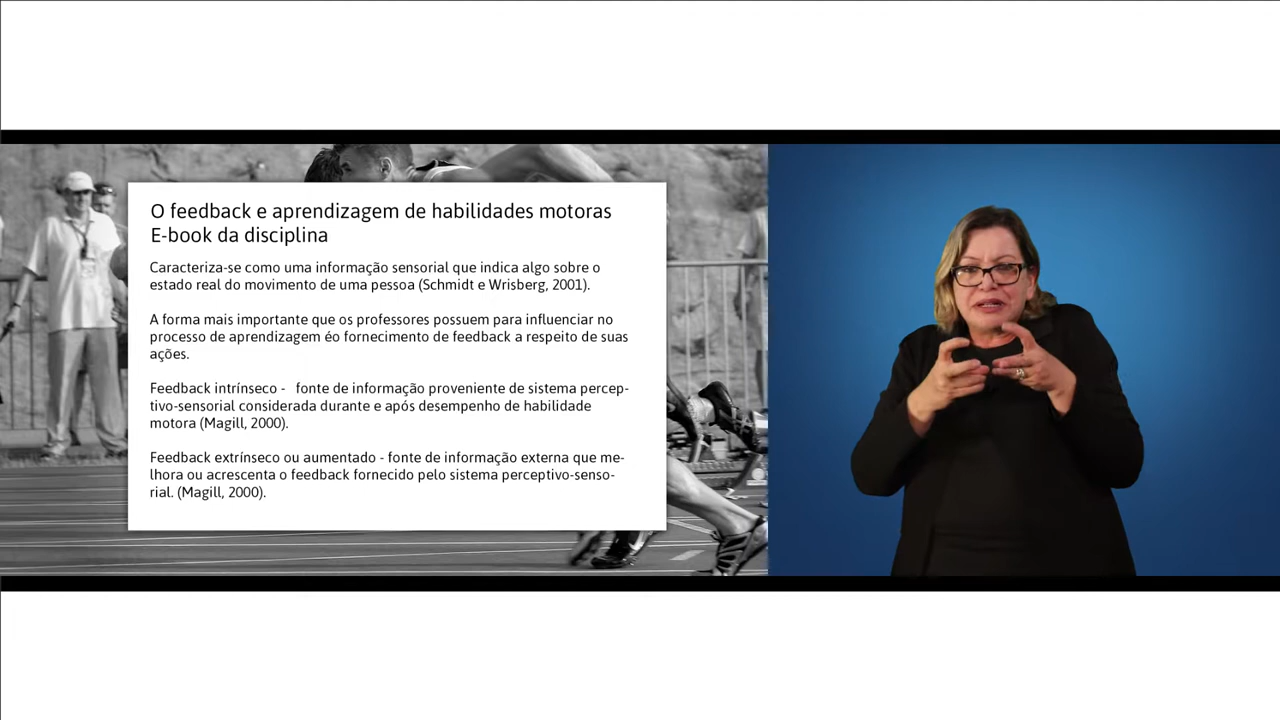 O feedback e aprendizagem de habilidades motoras
E-book da disciplina
Caracteriza-se como uma informação sensorial que indica algo sobre o
estado real do movimento de uma pessoa (Schmidt e Wrisberg, 2001).
A forma mais importante que os professores possuem para influenciar no
processo de aprendizagem éo fornecimento de feedback a respeito de suas
ações.
Feedback intrínseco -   fonte de informação proveniente de sistema percep-
tivo-sensorial considerada durante e após desempenho de habilidade
motora (Magill, 2000).
Feedback extrínseco ou aumentado - fonte de informação externa que me-
lhora ou acrescenta o feedback fornecido pelo sistema perceptivo-senso-
rial. (Magill, 2000).